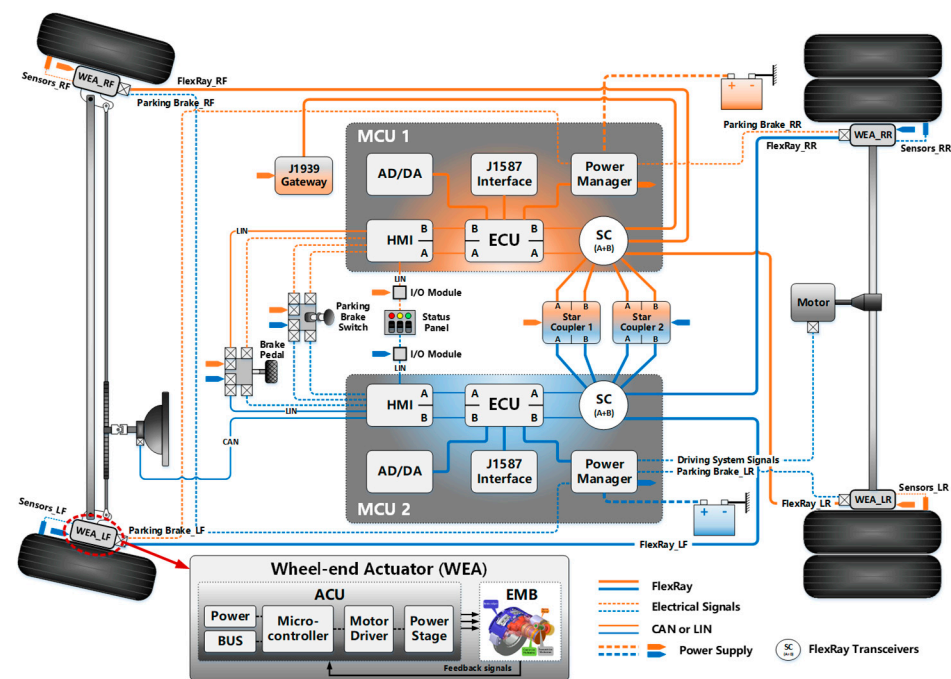 WEA_RF
Sensors_RF
FlexRay_RF
Parking Brake_RF
+ -
Parking Brake_RR
FlexRay_RR
WEA_RR
Sensors_RR
MCU 1
J1939
Gateway
AD/DA
J1587
Interface
Power
Manager
LIN
HMI
B
A
B
ECU
B
A
A
SC
(A+B)
LIN
I/O Module
Parking
Brake
Switch
Status
Panel
I/O Module
LIN
A B
Star
Coupler 1
A B
A B
Star
Coupler 2
A B
Motor
Brake
Pedal
LIN
CAN
HMI
A
B
A
ECU
A
B
B
SC
(A+B)
AD/DA
J1587
Interface
Power
Manager
MCU 2
Driving System Signals
Parking Brake_LR
+ -
FlexRay_LR
WEA_LR
Sensors_LR
Sensors_LF
WEA_LF
Parking Brake_LF
FlexRay_LF
Wheel-end Actuator (WEA)
ACU
EMB
Power
BUS
Micro-
controller
Motor
Driver
Power
Stage
Feedback signals
FlexRay
Electrical Signals
CAN or LIN
Power Supply
SC
(A+B)
FlexRay Transceivers